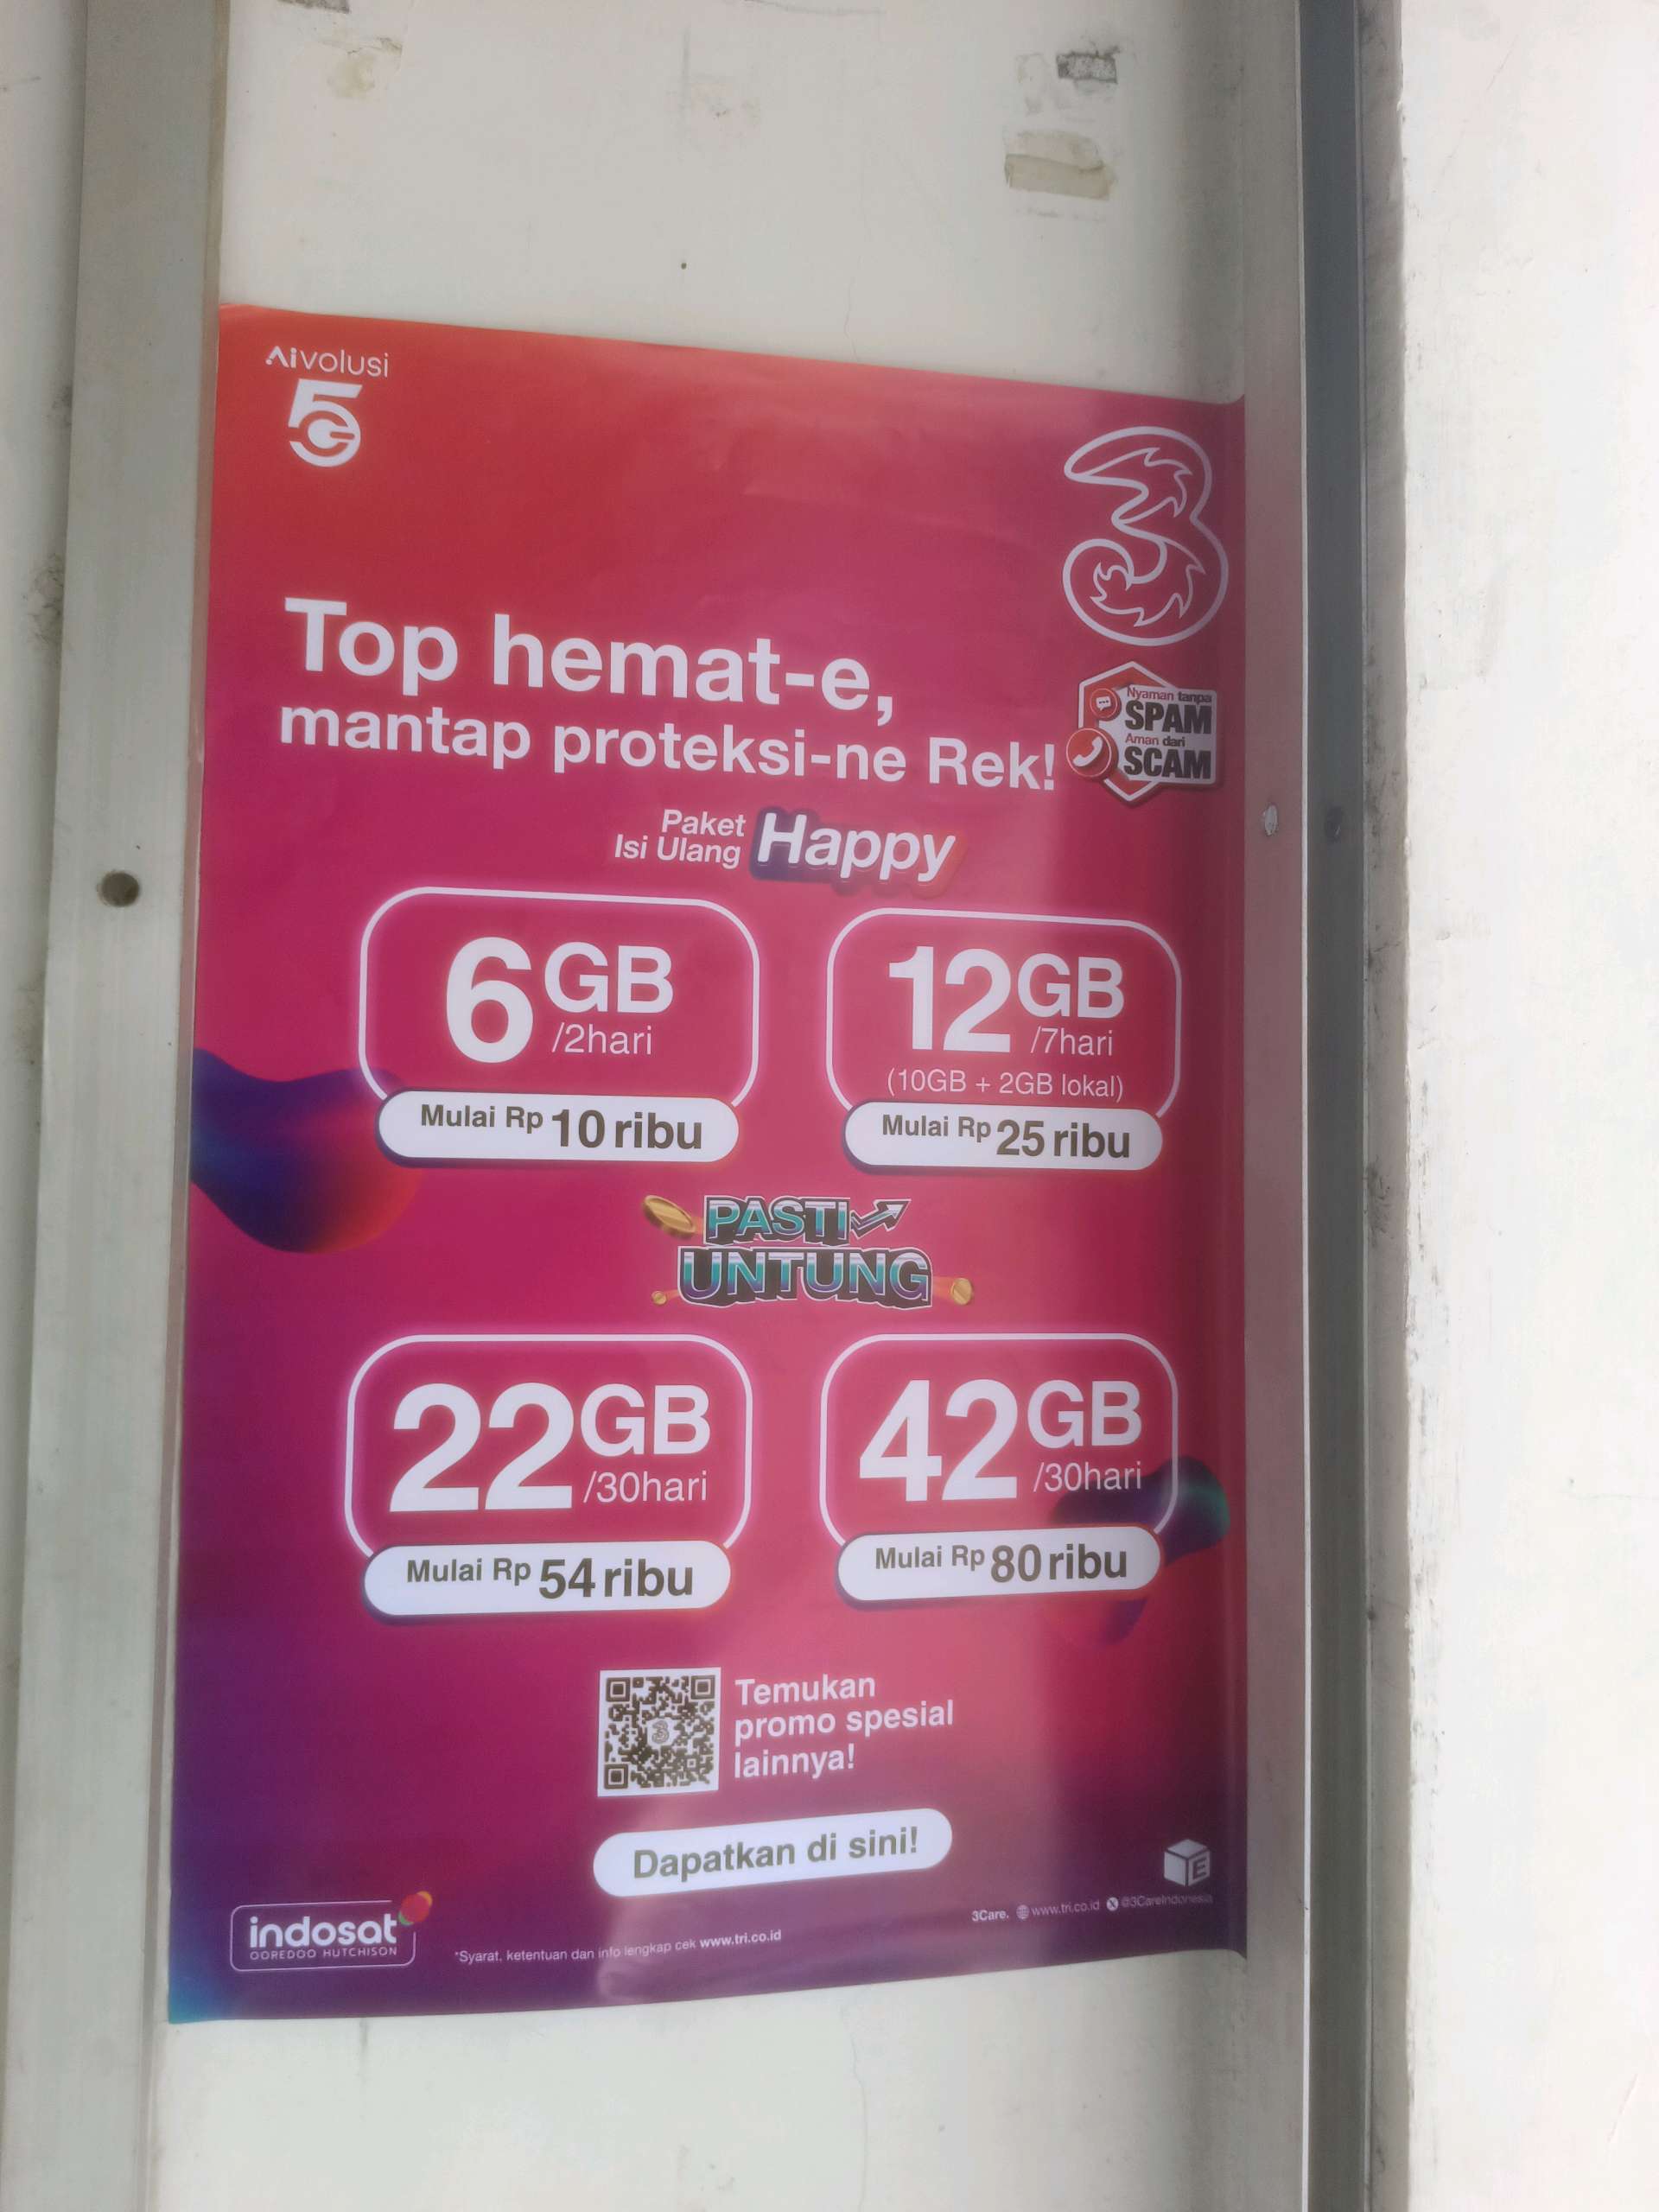 Aivolusi
5G
3
Top hemat-e,
mantap proteksi-ne Rek!
Nyaman tanpa
SPAM
Aman dari
SCAM
Paket
Isi Ulang
Happy
6GB
/2hari
Mulai Rp 10 ribu
12GB
/7hari
(10GB + 2GB lokal)
Mulai Rp 25 ribu
PASTI
UNTUNG
22GB
/30hari
Mulai Rp 54 ribu
42GB
/30hari
Mulai Rp 80 ribu
3
Temukan
promo spesial
lainnya!
Dapatkan di sini!
E
indosat
OOREDOO HUTCHISON
*Syarat, ketentuan dan info lengkap cek www.tri.co.id
3Care. www.tri.co.id X @3CareIndonesia